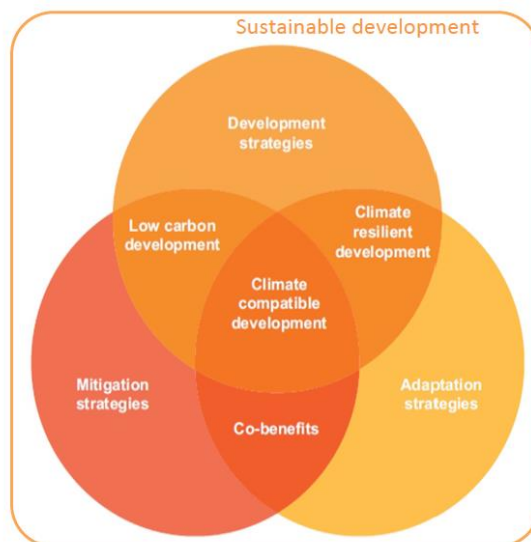 Sustainable development
Development
strategies
Low carbon
development
Climate
resilient
development
Climate
compatible
development
Mitigation
strategies
Adaptation
strategies
Co-benefits